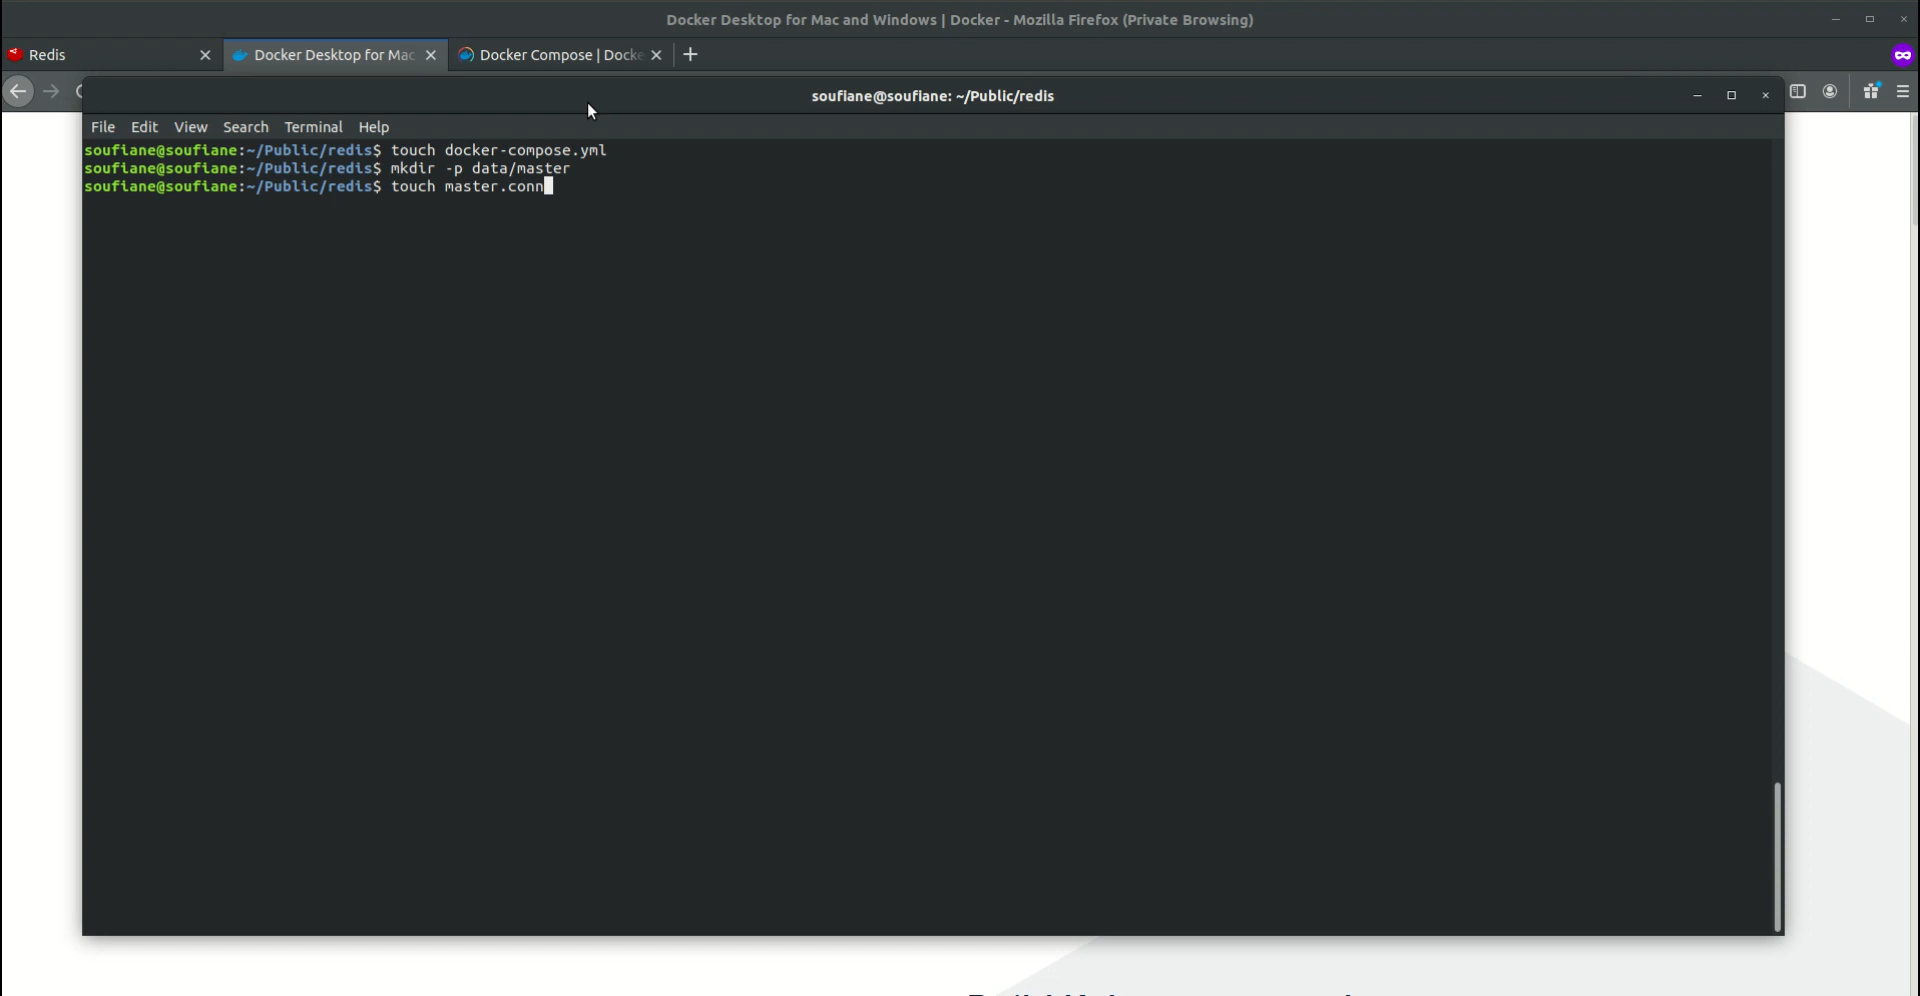 Docker Desktop for Mac and Windows | Docker - Mozilla Firefox (Private Browsing)
Redis
Docker Desktop for Mac
Docker Compose | Docke
soufiane@soufiane: ~/Public/redis
File Edit View Search Terminal Help
soufiane@soufiane:~/Public/redis$ touch docker-compose.yml
soufiane@soufiane:~/Public/redis$ mkdir -p data/master
soufiane@soufiane:~/Public/redis$ touch master.conn